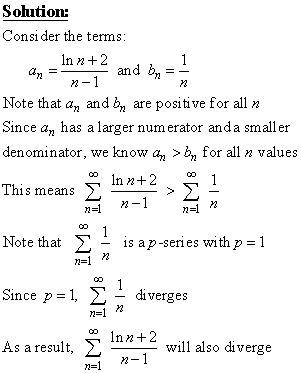 Solution:
Consider the terms:
aₙ = (ln n + 2)/(n − 1) and bₙ = 1/n
Note that aₙ and bₙ are positive for all n
Since aₙ has a larger numerator and a smaller
denominator, we know aₙ > bₙ for all n values
This means ∑_{n=1}^{∞} (ln n + 2)/(n − 1) > ∑_{n=1}^{∞} 1/n
Note that ∑_{n=1}^{∞} 1/n is a p-series with p = 1
Since p = 1, ∑_{n=1}^{∞} 1/n diverges
As a result, ∑_{n=1}^{∞} (ln n + 2)/(n − 1) will also diverge